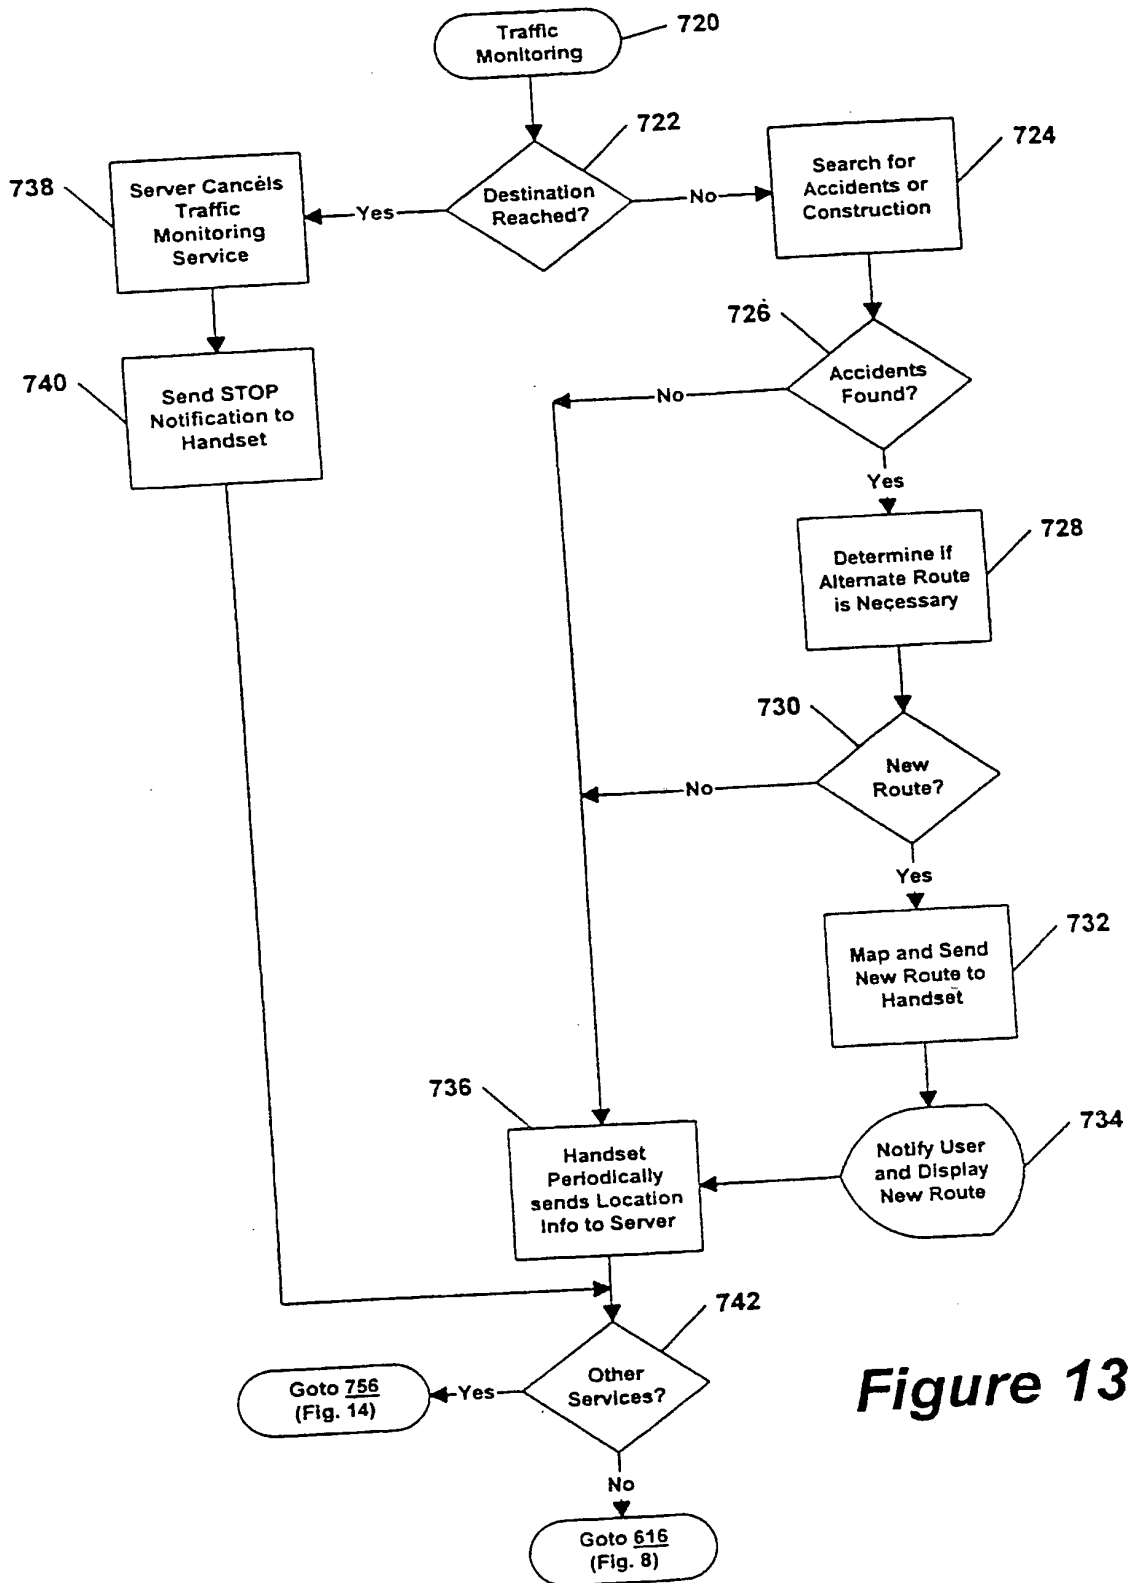 Traffic
Monitoring
720
722
Destination
Reached?
Yes
No
738
Server Cancels
Traffic
Monitoring
Service
724
Search for
Accidents or
Construction
740
Send STOP
Notification to
Handset
726
Accidents
Found?
No
Yes
728
Determine if
Alternate Route
is Necessary
730
New
Route?
No
Yes
732
Map and Send
New Route to
Handset
734
Notify User
and Display
New Route
736
Handset
Periodically
sends Location
Info to Server
742
Other
Services?
Yes
Goto 756
(Fig. 14)
No
Goto 616
(Fig. 8)
Figure 13